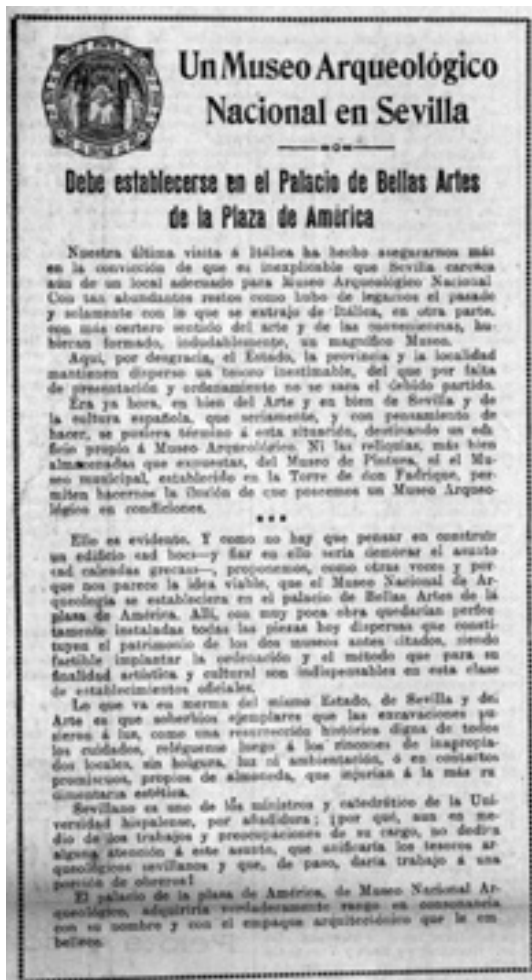 Un Museo Arqueológico
Nacional en Sevilla
Debe establecerse en el Palacio de Bellas Artes
de la Plaza de América
Nuestra última visita á Itálica ha hecho asegurarnos más
en la convicción de que es inexplicable que Sevilla carezca
aún de un local adecuado para Museo Arqueológico Nacional
Con tan abundantes restos como hubo de legarnos el pasado
y solamente con lo que se extrajo de Itálica, en otra parte,
con más certero sentido del arte y de las conveniencias, hu-
bieran formado, indudablemente, un magnífico Museo.
Aquí, por desgracia, el Estado, la provincia y la localidad
mantienen disperso un tesoro inestimable, del que por falta
de presentación y ordenamiento no se saca el debido partido.
Era ya hora, en bien del Arte y en bien de Sevilla y de
la cultura española, que seriamente, y con pensamiento de
hacer, se pusiera término á esta situación, destinando un edi-
ficio propio á Museo Arqueológico. Ni las reliquias, más bien
almacenadas que expuestas, del Museo de Pintura, ni el Mu-
seo municipal, establecido en la Torre de don Fadrique, per-
miten hacernos la ilusión de que poseemos un Museo Arqueo-
lógico en condiciones.
***
Ello es evidente. Y como no hay que pensar en construir
un edificio «ad hoc»—y fiar en ello sería demorar el asunto
«ad calendas grecas»—, proponemos, como otras veces y por-
que nos parece la idea viable, que el Museo Nacional de Ar-
queología se estableciera en el palacio de Bellas Artes de la
plaza de América. Allí, con muy poca obra quedarían perfec-
tamente instaladas todas las piezas hoy dispersas que consti-
tuyen el patrimonio de los dos museos antes citados, siendo
factible implantar la ordenación y el método que para su
finalidad artística y cultural son indispensables en esta clase
de establecimientos oficiales.
Lo que va en merma del mismo Estado, de Sevilla y del
Arte es que soberbios ejemplares que las excavaciones pu-
sieron á luz, como una resurrección histórica digna de todos
los cuidados, reléguense luego á los rincones de inapropia-
dos locales, sin holgura, luz ni ambientación, ó en contactos
promiscuos, propios de almoneda, que injurian á la más ru
dimentaria estética.
Sevillano es uno de los ministros y catedrático de la Uni-
versidad hispalense, por añadidura; ¡por qué, aun en me-
dio de los trabajos y preocupaciones de su cargo, no dedica
alguna atención á este asunto, que unificaría los tesoros ar-
queológicos sevillanos y que, de paso, daría trabajo á una
porción de obreros!
El palacio de la plaza de América, de Museo Nacional Ar-
queológico, adquiriría verdaderamente rango en consonancia
con su nombre y con el empaque arquitectónico que le em
bellece.